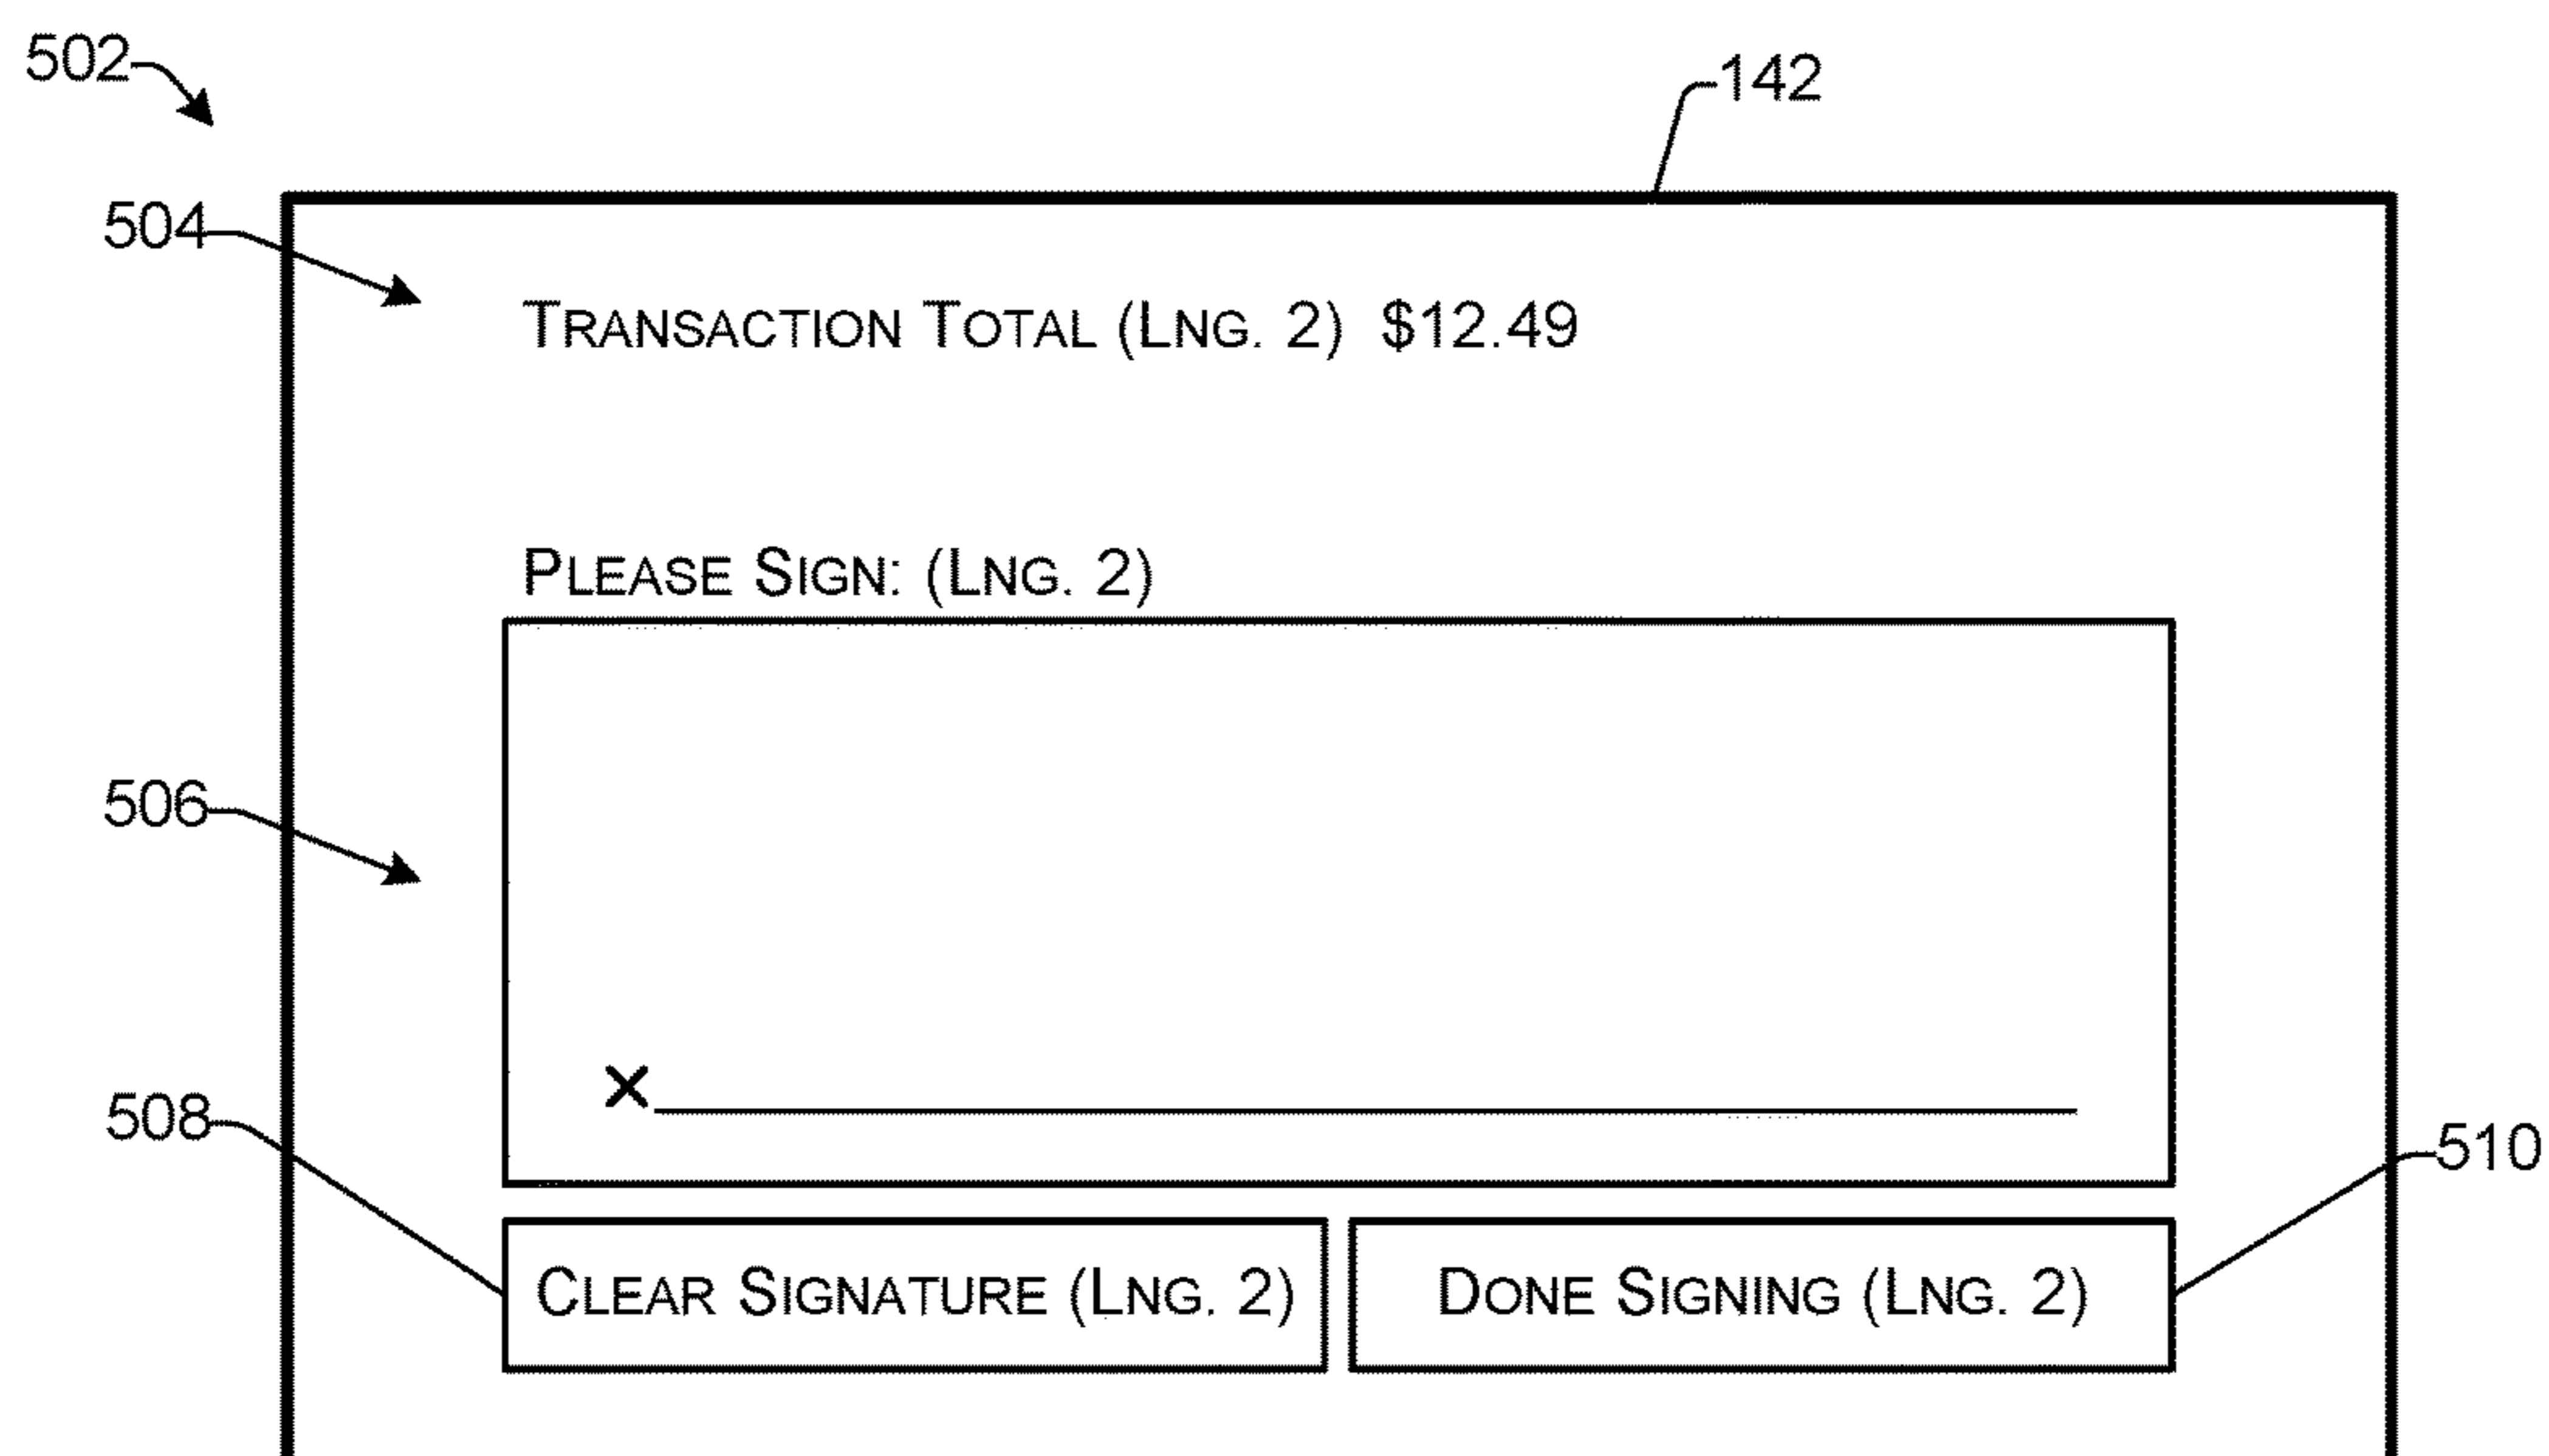 502
142
504
TRANSACTION TOTAL (LNG. 2) $12.49
PLEASE SIGN: (LNG. 2)
506
X
508
510
CLEAR SIGNATURE (LNG. 2)
DONE SIGNING (LNG. 2)